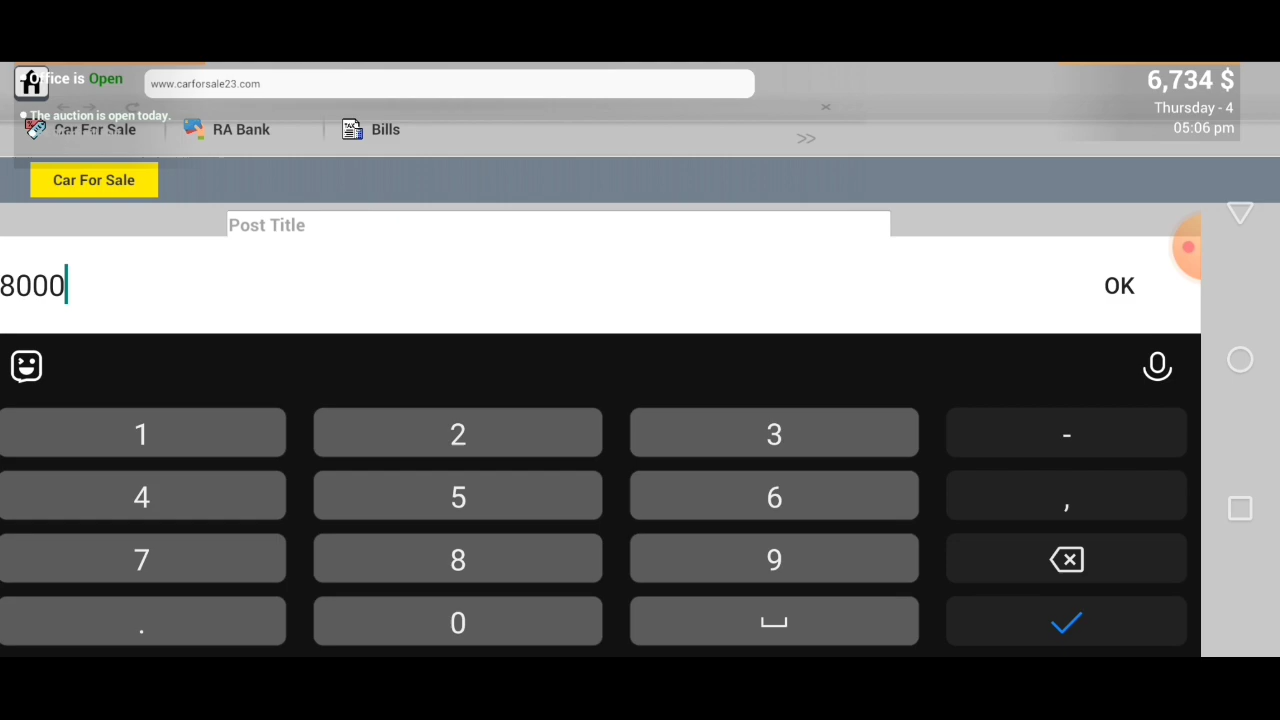 Office is Open
www.carforsale23.com
6,734 $
The auction is open today.
Thursday - 4
Car For Sale
RA Bank
Bills
>>
05:06 pm
Car For Sale
Post Title
8000
OK
1 2 3 -
4 5 6 ,
7 8 9
. 0